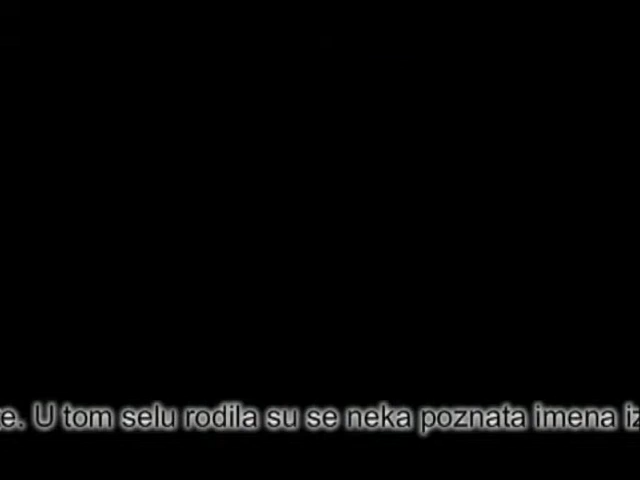 e. U tom selu rodila su se neka poznata imena iz